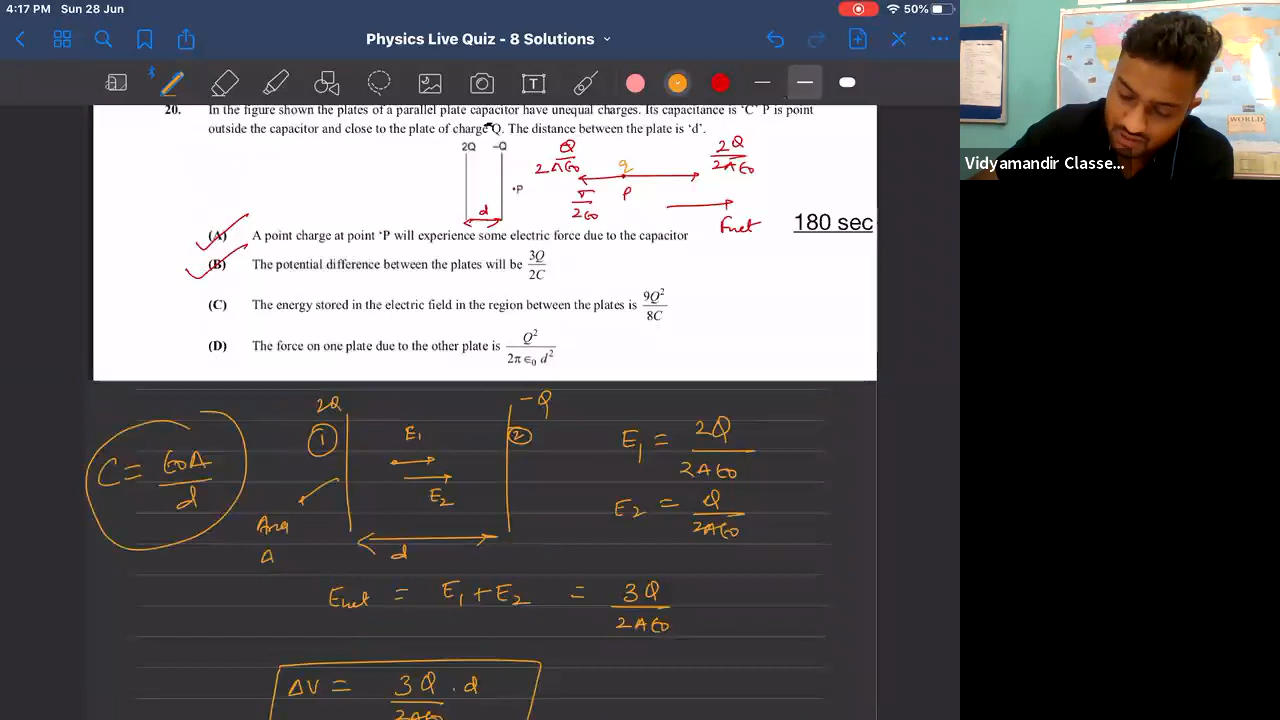 4:17 PM Sun 28 Jun
50%
Physics Live Quiz - 8 Solutions
T
20. In the figure shown the plates of a parallel plate capacitor have unequal charges. Its capacitance is 'C' P is point
outside the capacitor and close to the plate of charge-Q. The distance between the plate is 'd'.
2Q -Q
•P
d
Q/2Aε0
q
2Q/2Aε0
σ/2ε0
P
Fnet
180 sec
(A) A point charge at point 'P will experience some electric force due to the capacitor
(B) The potential difference between the plates will be 3Q/2C
(C) The energy stored in the electric field in the region between the plates is 9Q²/8C
(D) The force on one plate due to the other plate is Q²/2π∈0 d²
2Q -Q
1 E1 2
E2
C = ε0A/d
Area
A
d
E1 = 2Q/2Aε0
E2 = Q/2Aε0
Enet = E1 + E2 = 3Q/2Aε0
ΔV = 3Q/2Aε0 . d
Vidyamandir Classe...
WORLD